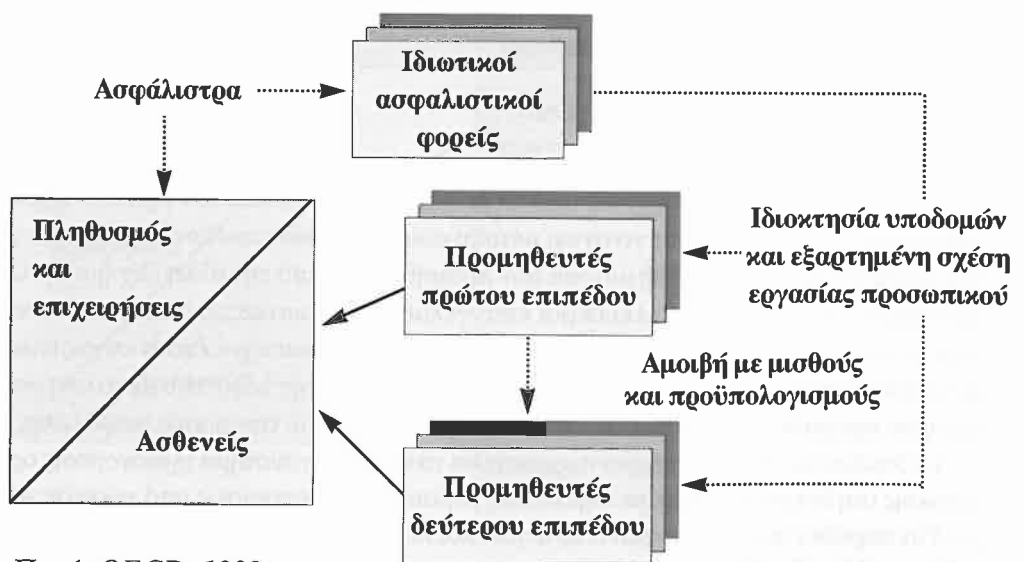 Ιδιωτικοί
ασφαλιστικοί
φορείς
Ασφάλιστρα
Πληθυσμός
και
επιχειρήσεις
Ασθενείς
Προμηθευτές
πρώτου επιπέδου
Ιδιοκτησία υποδομών
και εξαρτημένη σχέση
εργασίας προσωπικού
Αμοιβή με μισθούς
και προϋπολογισμούς
Προμηθευτές
δεύτερου επιπέδου